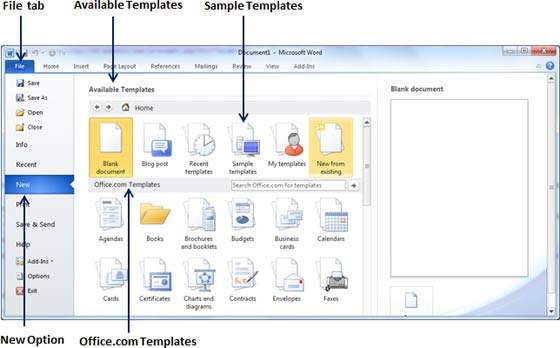 File tab Available Templates Sample Templates
Document1 - Microsoft Word
File Home Insert Page Layout References Mailings Review View Add-Ins
Save
Save As
Open
Close
Info
Recent
New
Print
Save & Send
Help
Add-Ins
Options
Exit
Available Templates
Home
Blank document
Blog post
Recent templates
Sample templates
My templates
New from existing
Office.com Templates
Search Office.com for templates
Agendas
Books
Brochures and booklets
Budgets
Business cards
Calendars
Cards
Certificates
Charts and diagrams
Contracts
Envelopes
Faxes
Blank document
New Option Office.com Templates